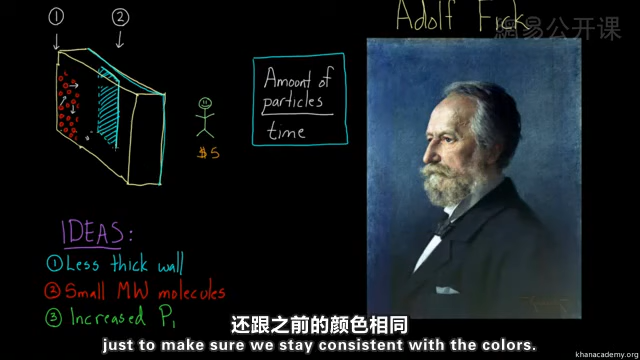 ① ②
Adolf Fick
網易公开课
Amount of
particles
time
$5
IDEAS:
① Less thick wall
② Small MW molecules
③ Increased P₁
还跟之前的颜色相同
just to make sure we stay consistent with the colors.
khanacademy.org